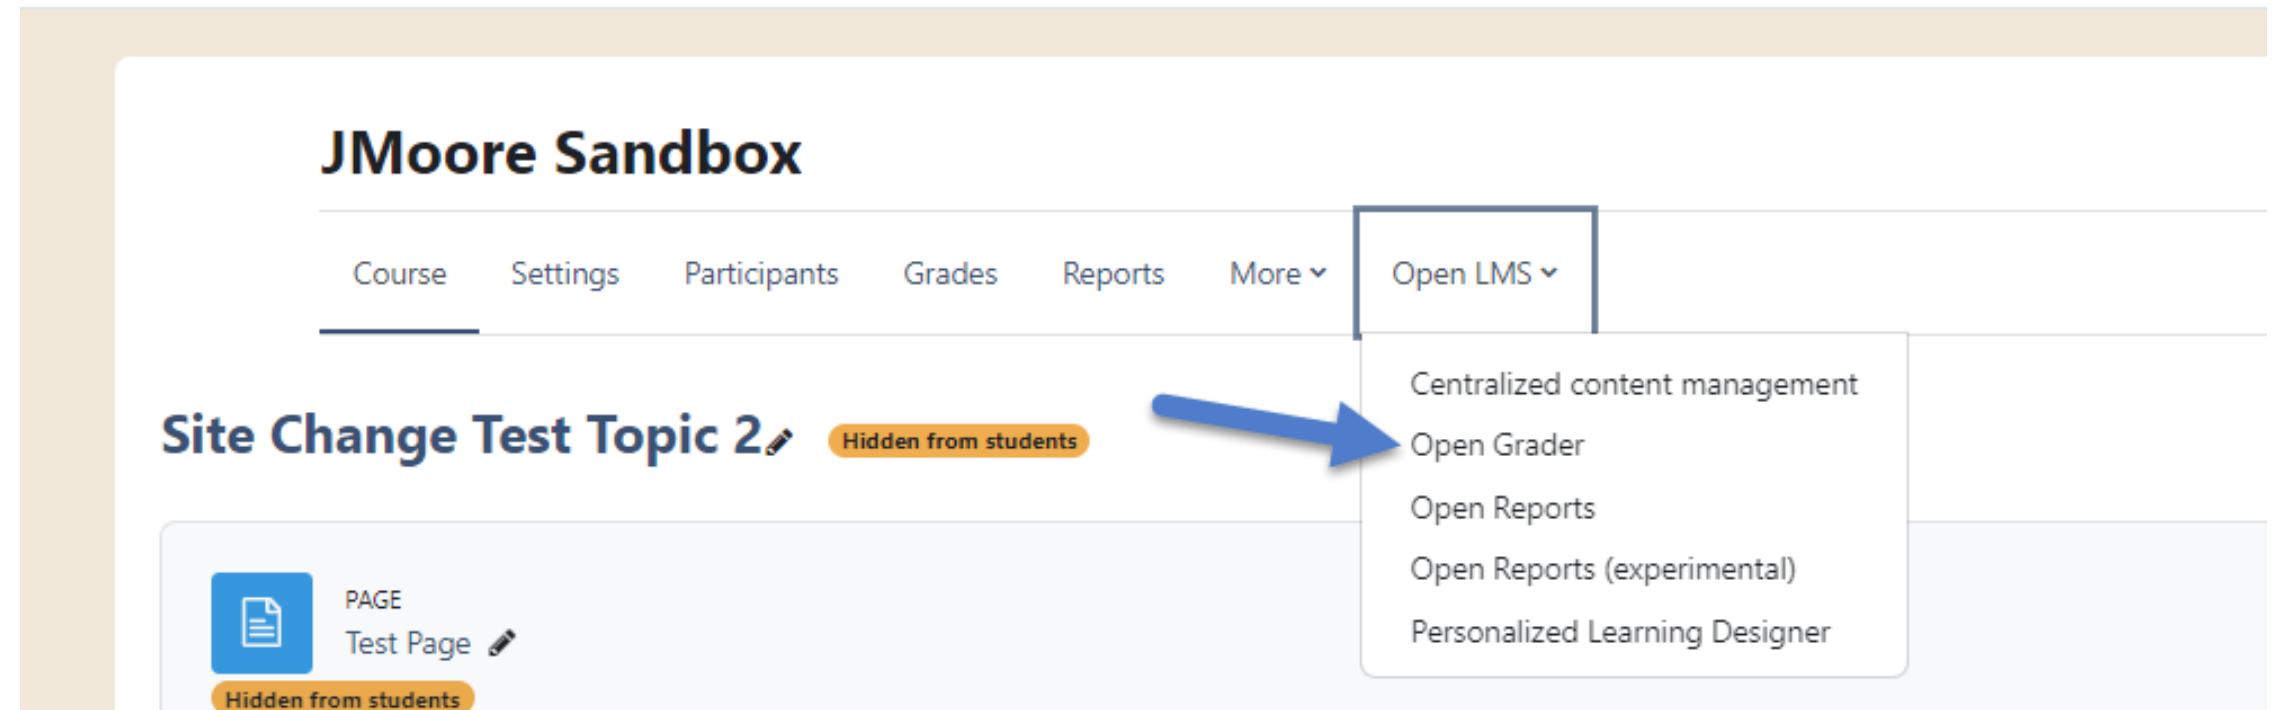 JMoore Sandbox
Course Settings Participants Grades Reports More Open LMS
Centralized content management
Open Grader
Open Reports
Open Reports (experimental)
Personalized Learning Designer
Site Change Test Topic 2 Hidden from students
PAGE
Test Page
Hidden from students